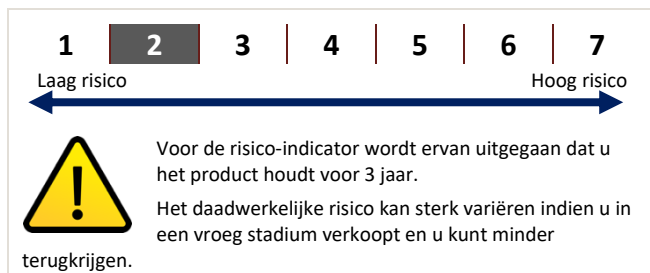 1 2 3 4 5 6 7
Laag risico Hoog risico
Voor de risico-indicator wordt ervan uitgegaan dat u
het product houdt voor 3 jaar.
Het daadwerkelijke risico kan sterk variëren indien u in
een vroeg stadium verkoopt en u kunt minder
terugkrijgen.